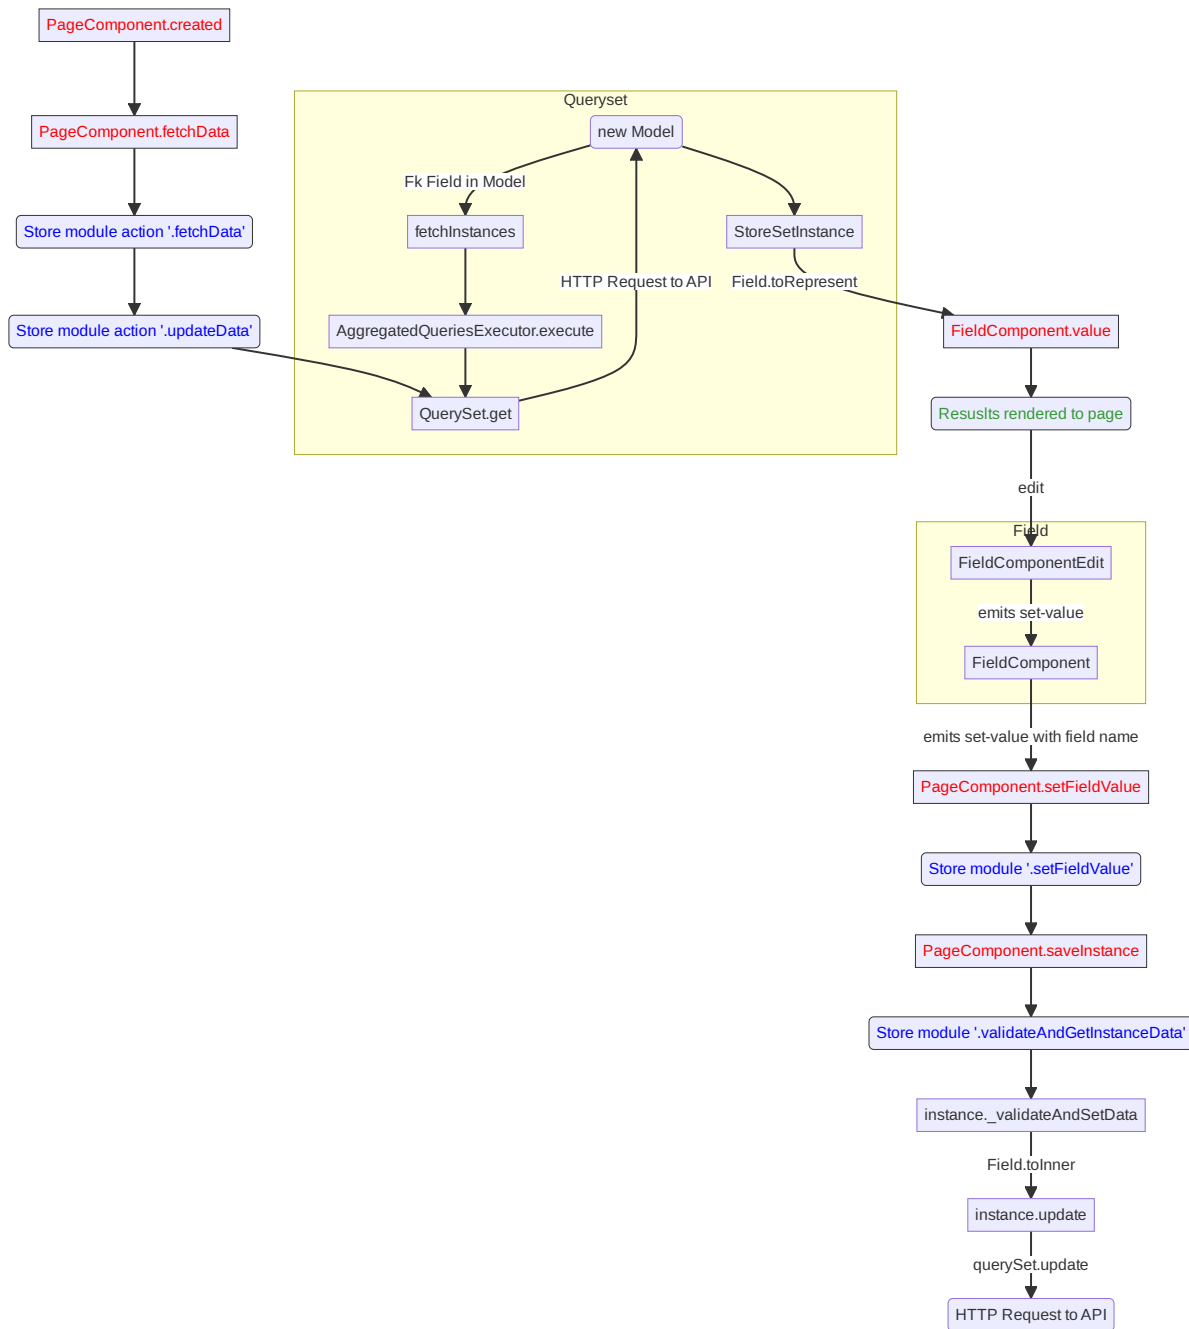 PageComponent.created
PageComponent.fetchData
Store module action '.fetchData'
Store module action '.updateData'
Queryset
new Model
Fk Field in Model
fetchInstances
StoreSetInstance
HTTP Request to API
Field.toRepresent
AggregatedQueriesExecutor.execute
QuerySet.get
FieldComponent.value
Resuslts rendered to page
edit
Field
FieldComponentEdit
emits set-value
FieldComponent
emits set-value with field name
PageComponent.setFieldValue
Store module '.setFieldValue'
PageComponent.saveInstance
Store module '.validateAndGetInstanceData'
instance._validateAndSetData
Field.toInner
instance.update
querySet.update
HTTP Request to API